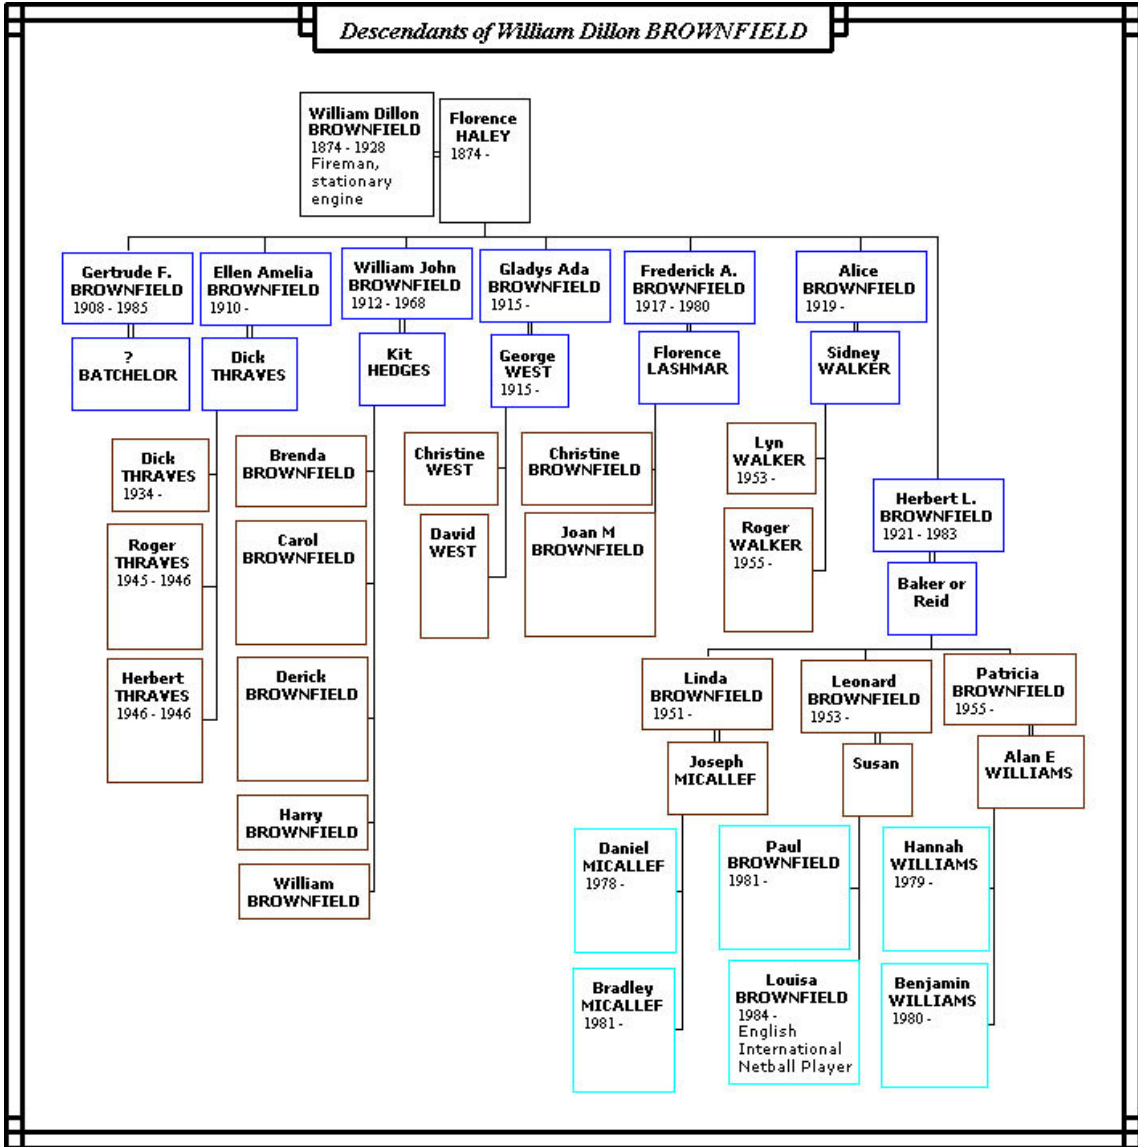 Descendants of William Dillon BROWNFIELD
William Dillon
BROWNFIELD
1874 - 1928
Fireman,
stationary
engine
Florence
HALEY
1874 -
Gertrude F.
BROWNFIELD
1908 - 1985
Ellen Amelia
BROWNFIELD
1910 -
William John
BROWNFIELD
1912 - 1968
Gladys Ada
BROWNFIELD
1915 -
Frederick A.
BROWNFIELD
1917 - 1980
Alice
BROWNFIELD
1919 -
?
BATCHELOR
Dick
THRAVES
Kit
HEDGES
George
WEST
1915 -
Florence
LASHMAR
Sidney
WALKER
Dick
THRAVES
1934 -
Brenda
BROWNFIELD
Christine
WEST
Christine
BROWNFIELD
Lyn
WALKER
1953 -
Herbert L.
BROWNFIELD
1921 - 1983
Roger
THRAVES
1945 - 1946
Carol
BROWNFIELD
David
WEST
Joan M
BROWNFIELD
Roger
WALKER
1955 -
Baker or
Reid
Herbert
THRAVES
1946 - 1946
Derick
BROWNFIELD
Linda
BROWNFIELD
1951 -
Leonard
BROWNFIELD
1953 -
Patricia
BROWNFIELD
1955 -
Joseph
MICALLEF
Susan
Alan E
WILLIAMS
Harry
BROWNFIELD
William
BROWNFIELD
Daniel
MICALLEF
1978 -
Paul
BROWNFIELD
1981 -
Hannah
WILLIAMS
1979 -
Bradley
MICALLEF
1981 -
Louisa
BROWNFIELD
1984 -
English
International
Netball Player
Benjamin
WILLIAMS
1980 -